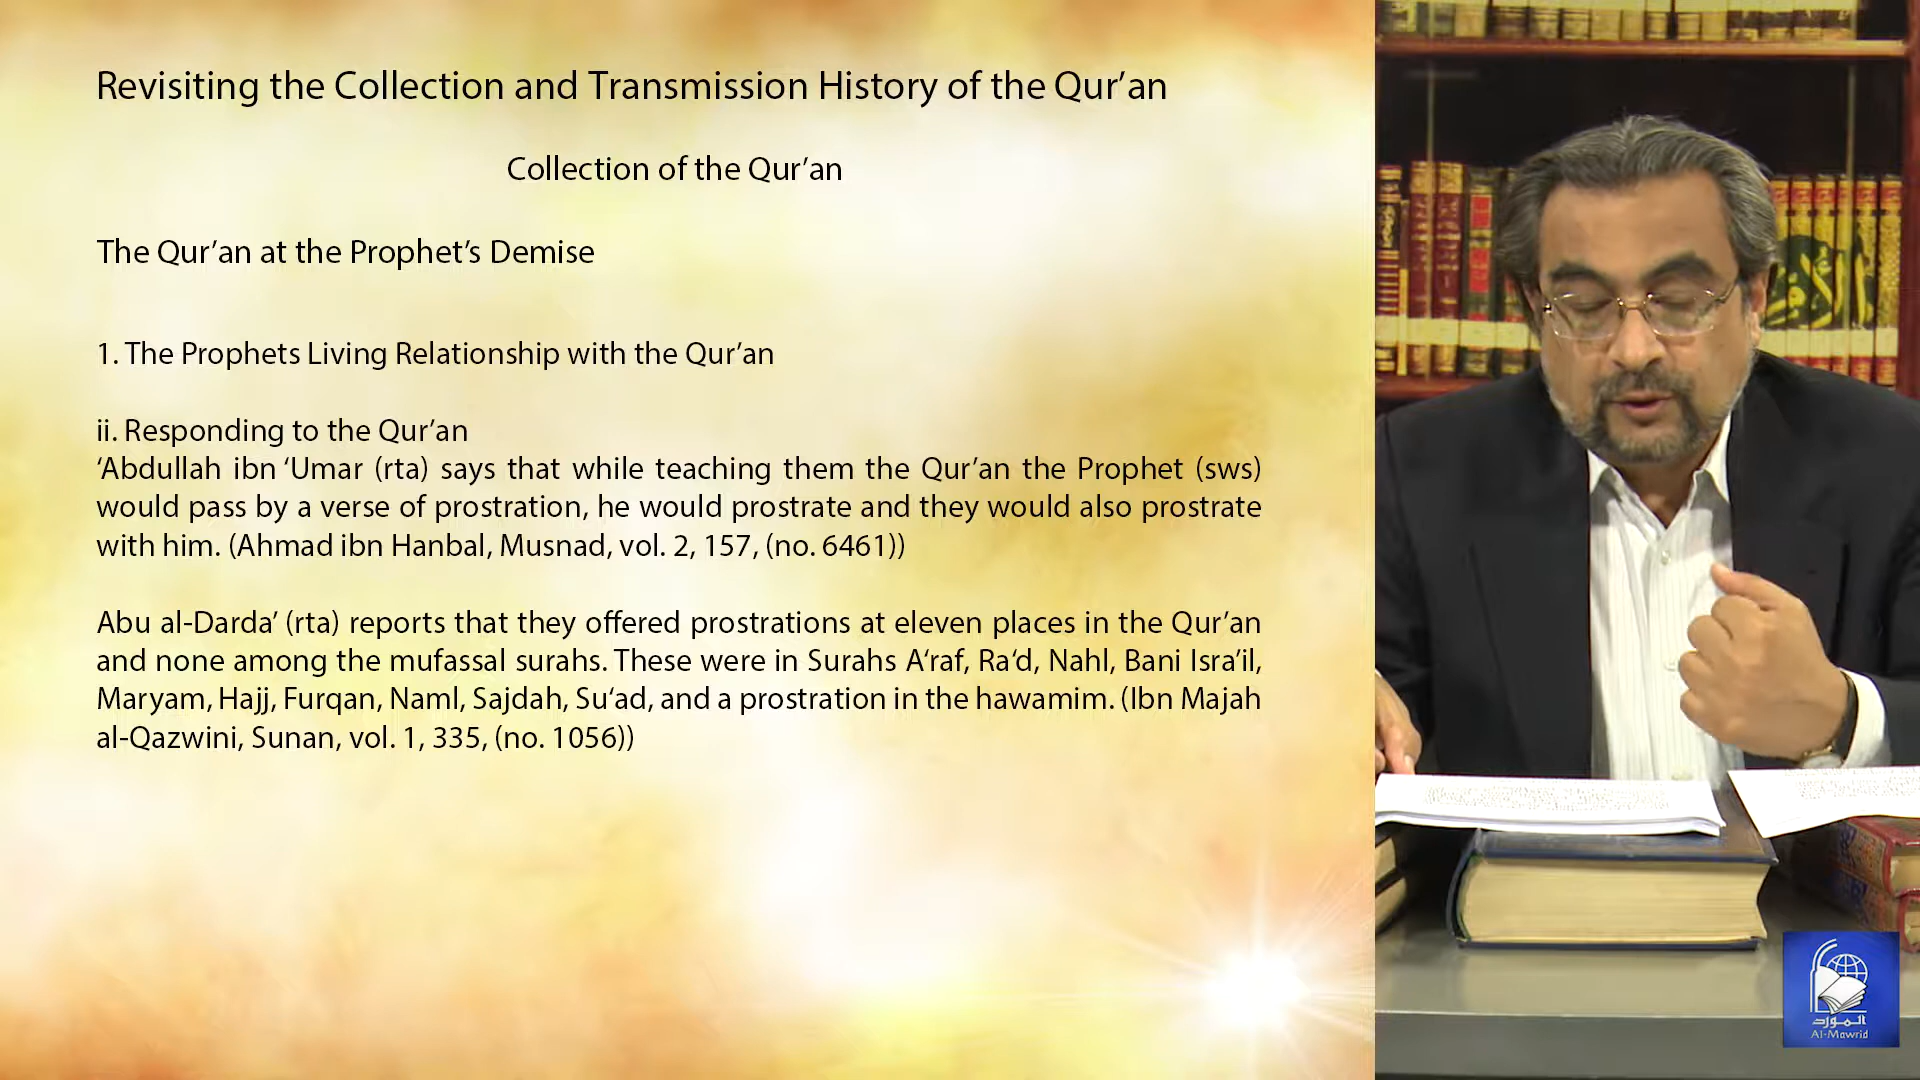 Revisiting the Collection and Transmission History of the Qur’an
Collection of the Qur’an
The Qur’an at the Prophet’s Demise
1. The Prophets Living Relationship with the Qur’an
ii. Responding to the Qur’an
‘Abdullah ibn ‘Umar (rta) says that while teaching them the Qur’an the Prophet (sws)
would pass by a verse of prostration, he would prostrate and they would also prostrate
with him. (Ahmad ibn Hanbal, Musnad, vol. 2, 157, (no. 6461))
Abu al-Darda’ (rta) reports that they offered prostrations at eleven places in the Qur’an
and none among the mufassal surahs. These were in Surahs A‘raf, Ra‘d, Nahl, Bani Isra’il,
Maryam, Hajj, Furqan, Naml, Sajdah, Su‘ad, and a prostration in the hawamim. (Ibn Majah
al-Qazwini, Sunan, vol. 1, 335, (no. 1056))
المورد
Al-Mawrid